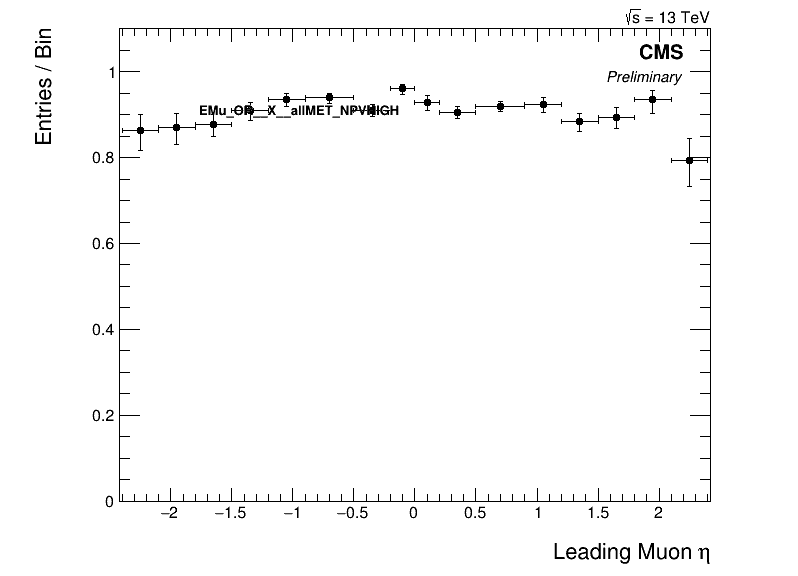 √s = 13 TeV
CMS
Preliminary
Entries / Bin
EMu_OR__X__allMET_NPVHIGH
1
0.8
0.6
0.4
0.2
0
−2 −1.5 −1 −0.5 0 0.5 1 1.5 2
Leading Muon η